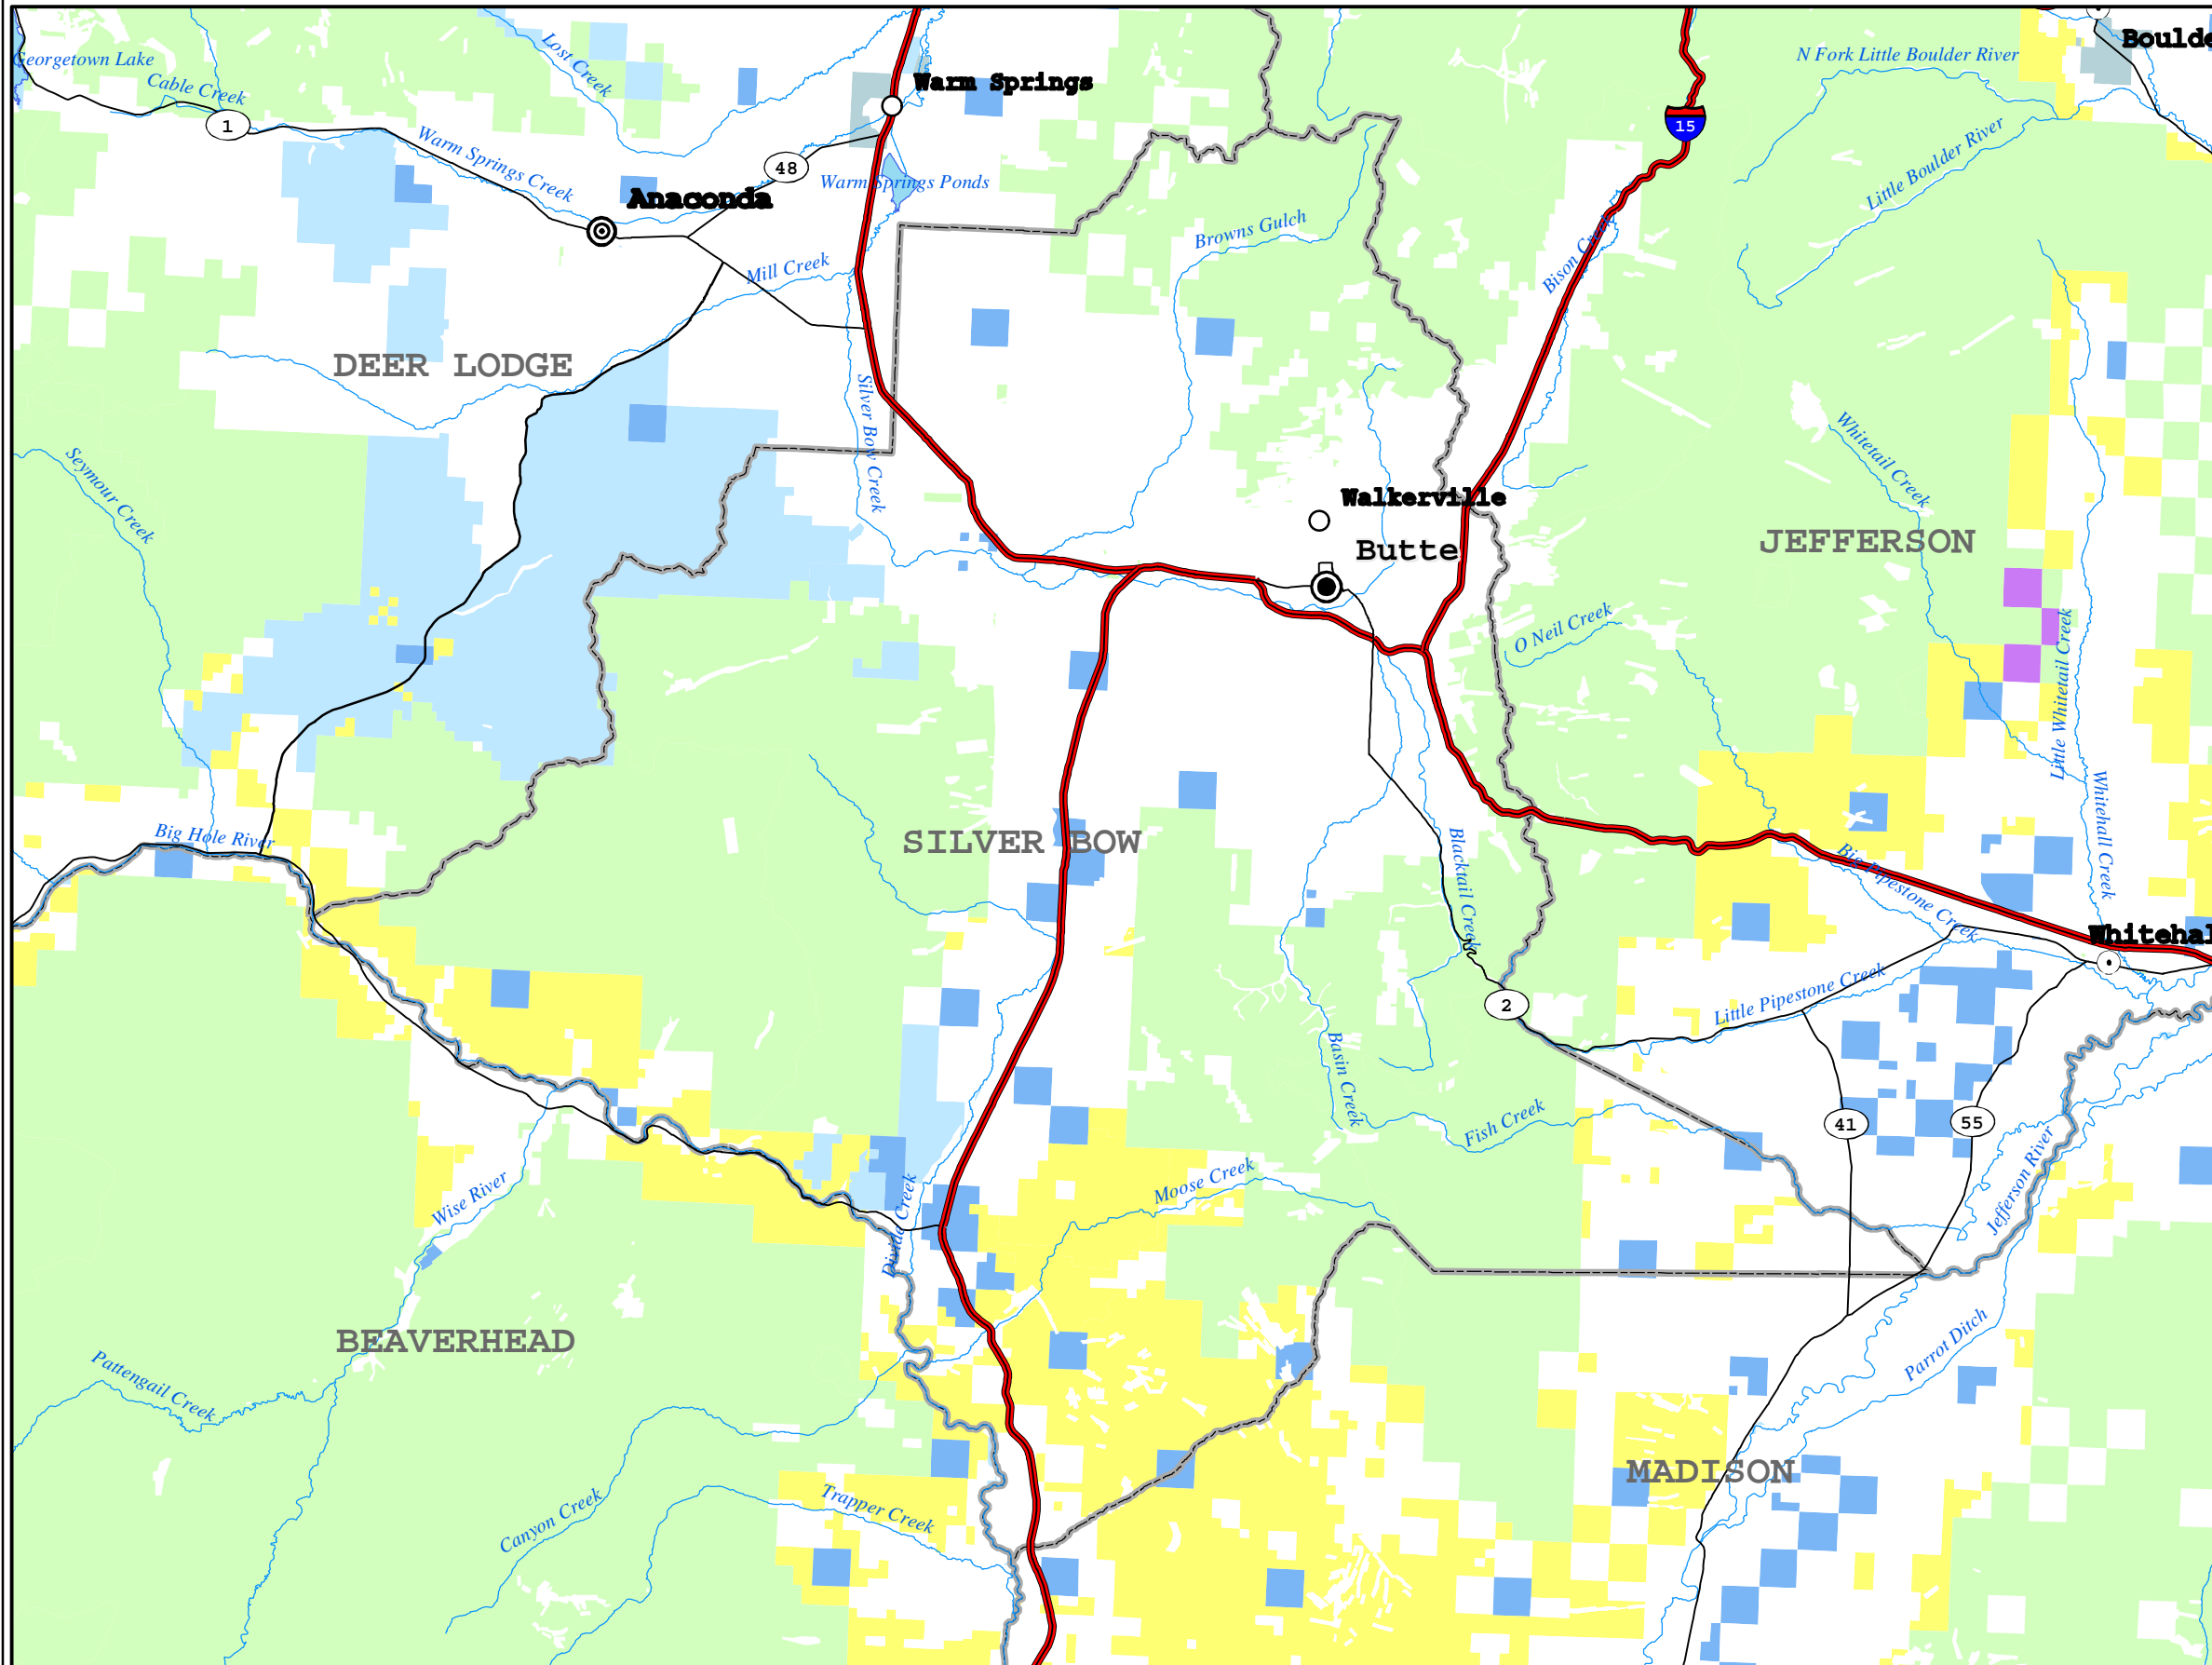 Boulde
N Fork Little Boulder River
Georgetown Lake
Lost Creek
Cable Creek
Warm Springs
1
15
Warm Springs Creek
48
Warm Springs Ponds
Little Boulder River
Anaconda
Browns Gulch
Bison Creek
Mill Creek
DEER LODGE
Silver Bow Creek
Whitetail Creek
Seymour Creek
Walkerville
JEFFERSON
Butte
O Neil Creek
Little Whitetail Creek
Whitehall Creek
Big Hole River
SILVER BOW
Blacktail Creek
Big Pipestone Creek
Whitehal
Little Pipestone Creek
2
Basin Creek
Fish Creek
41
55
Jefferson River
Moose Creek
Wise River
Divide Creek
BEAVERHEAD
Parrot Ditch
Pattengail Creek
MADISON
Trapper Creek
Canyon Creek